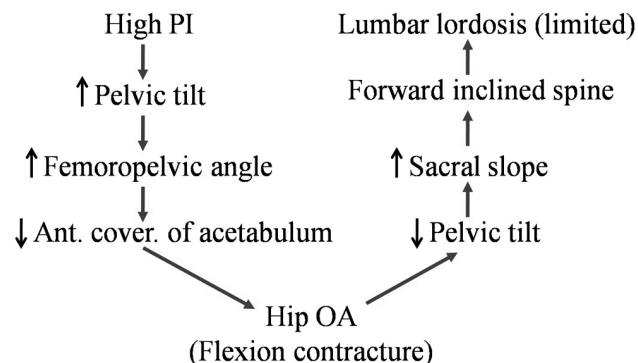 High PI
↑ Pelvic tilt
↑ Femoropelvic angle
↓ Ant. cover. of acetabulum
Hip OA
(Flexion contracture)
↓ Pelvic tilt
↑ Sacral slope
Forward inclined spine
Lumbar lordosis (limited)